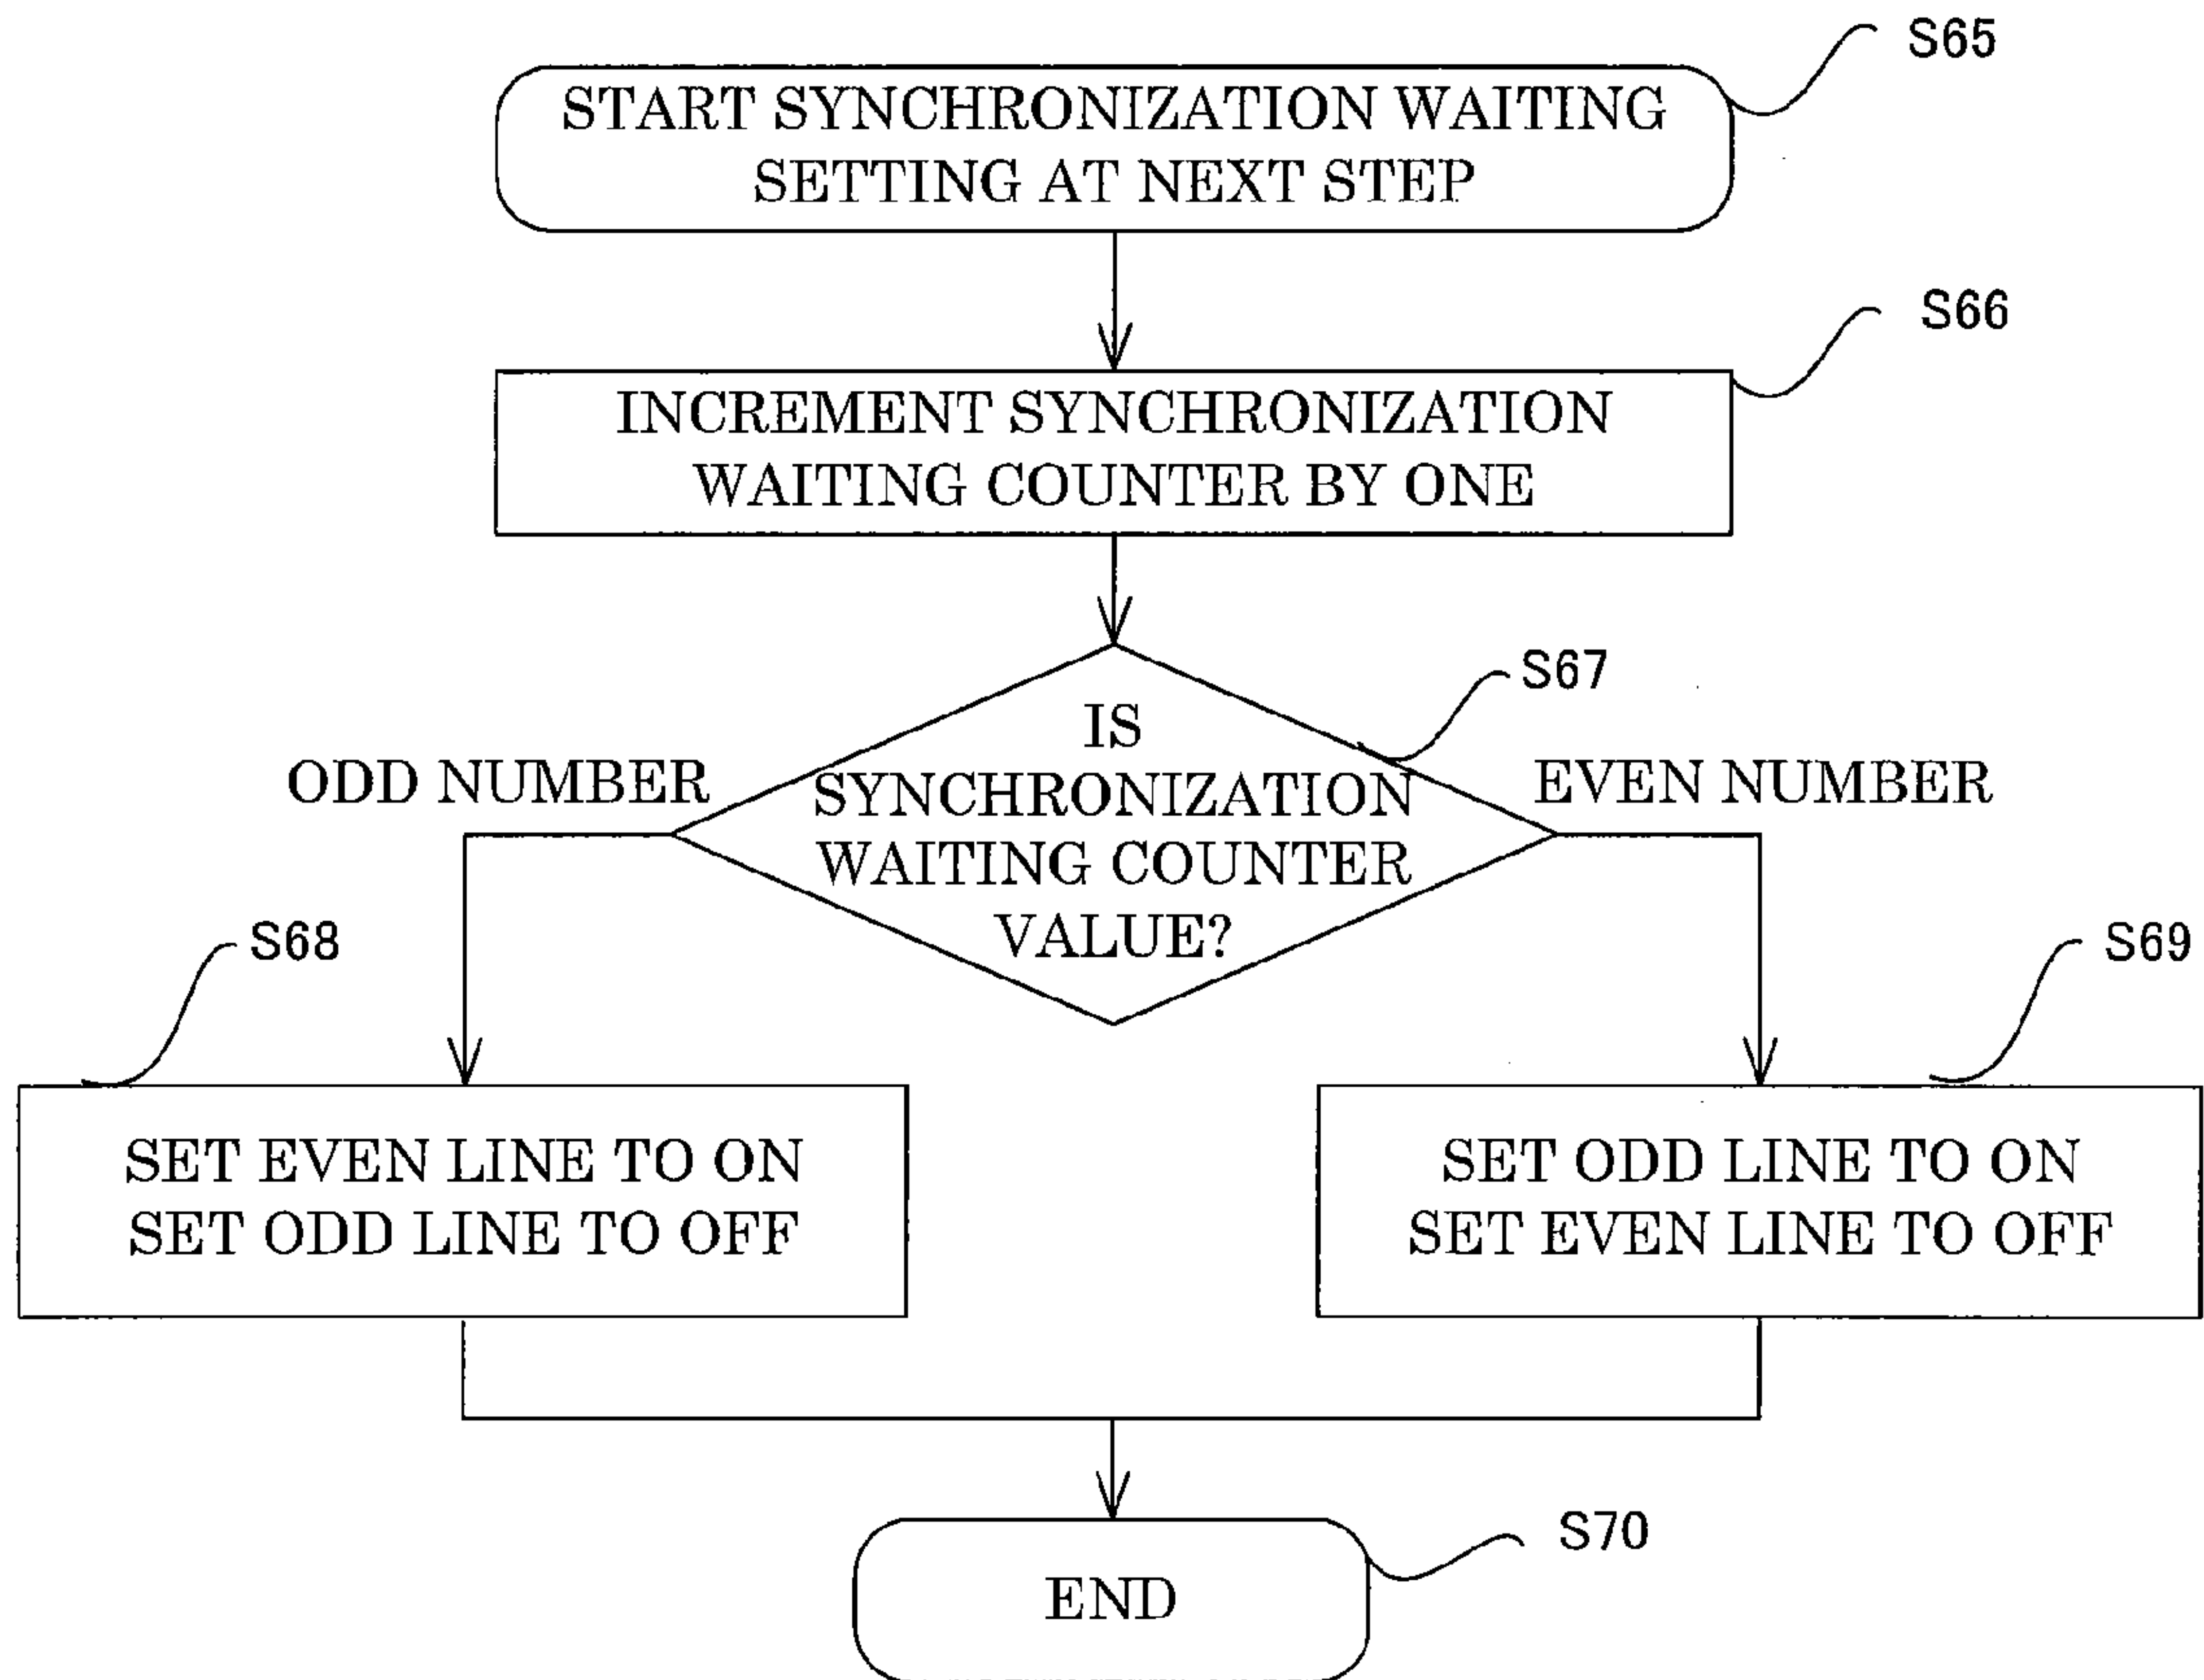 S65
START SYNCHRONIZATION WAITING
SETTING AT NEXT STEP
S66
INCREMENT SYNCHRONIZATION
WAITING COUNTER BY ONE
S67
IS
SYNCHRONIZATION
WAITING COUNTER
VALUE?
ODD NUMBER
EVEN NUMBER
S68
SET EVEN LINE TO ON
SET ODD LINE TO OFF
S69
SET ODD LINE TO ON
SET EVEN LINE TO OFF
S70
END